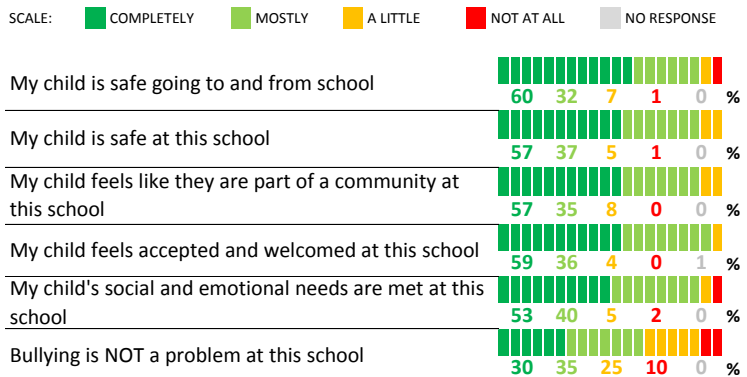 SCALE: COMPLETELY MOSTLY A LITTLE NOT AT ALL NO RESPONSE
My child is safe going to and from school
60 32 7 1 0 %
My child is safe at this school
57 37 5 1 0 %
My child feels like they are part of a community at
this school
57 35 8 0 0 %
My child feels accepted and welcomed at this school
59 36 4 0 1 %
My child's social and emotional needs are met at this
school
53 40 5 2 0 %
Bullying is NOT a problem at this school
30 35 25 10 0 %